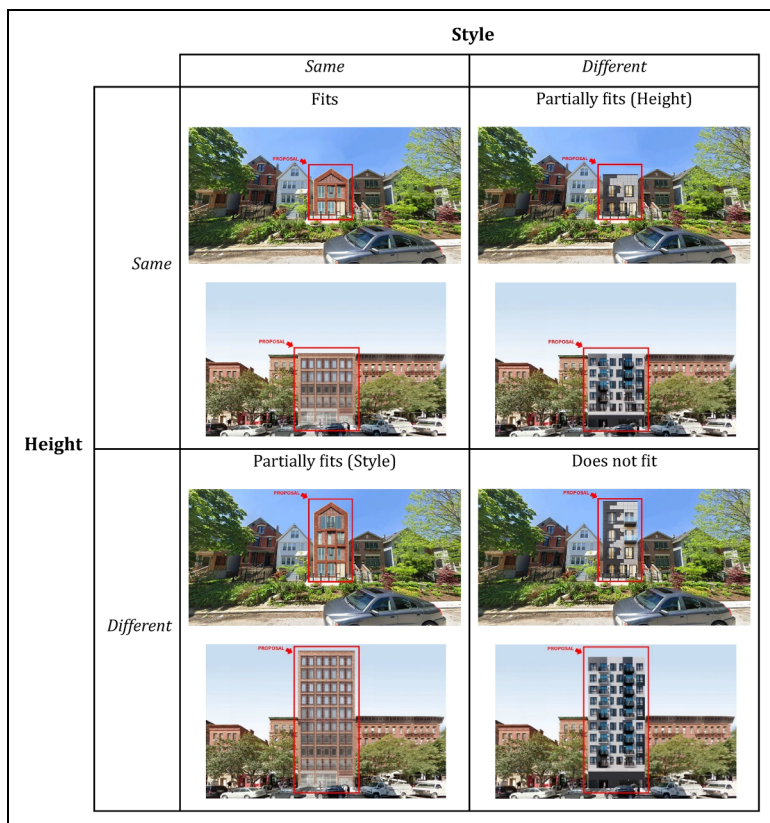 Style
Same
Different
Fits
Partially fits (Height)
PROPOSAL
PROPOSAL
Same
PROPOSAL
PROPOSAL
Height
Partially fits (Style)
Does not fit
PROPOSAL
PROPOSAL
Different
PROPOSAL
PROPOSAL